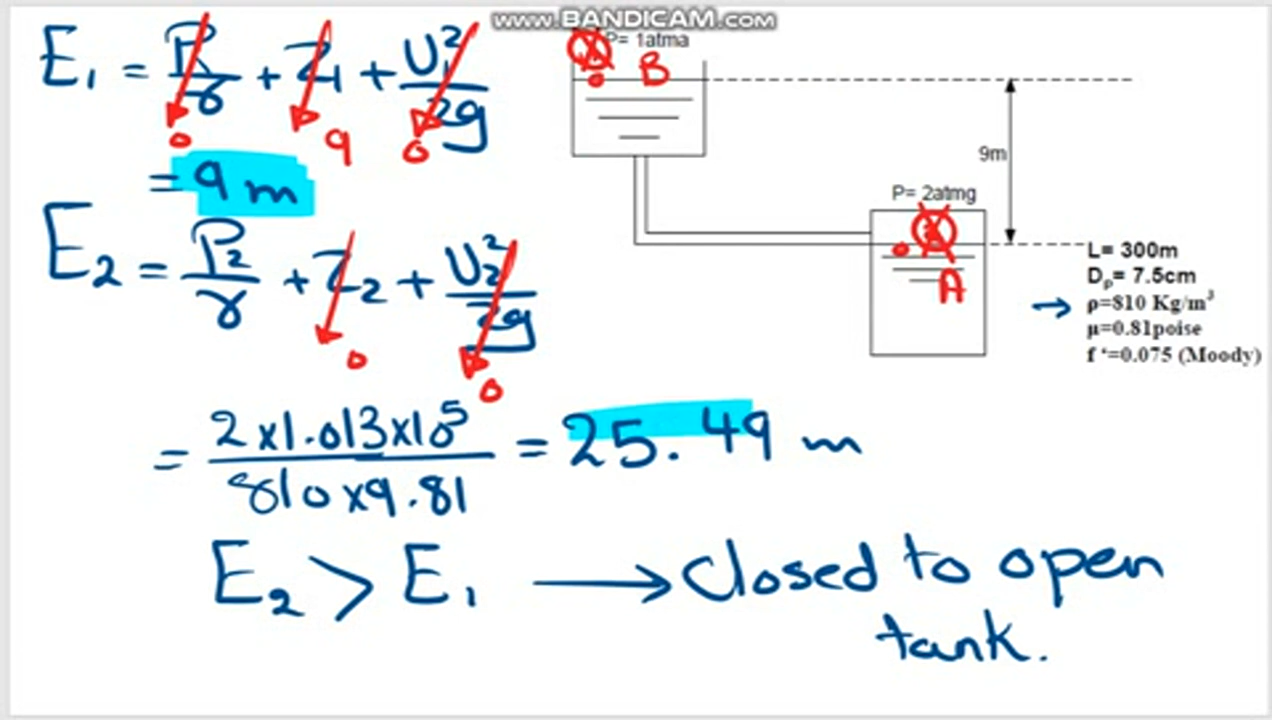 www.BANDICAM.com
E₁ = P₁/γ + Z₁ + U₁²/2g
0 9 0
= 9 m
E₂ = P₂/γ + Z₂ + U₂²/2g
0 0
= 2×1.013×10⁵/810×9.81 = 25.49 m
E₂ > E₁ → Closed to open
tank.
P= 1atma
B
9m
P= 2atmg
A
L= 300m
Dₚ= 7.5cm
→ ρ=810 Kg/m³
μ=0.81poise
f '=0.075 (Moody)